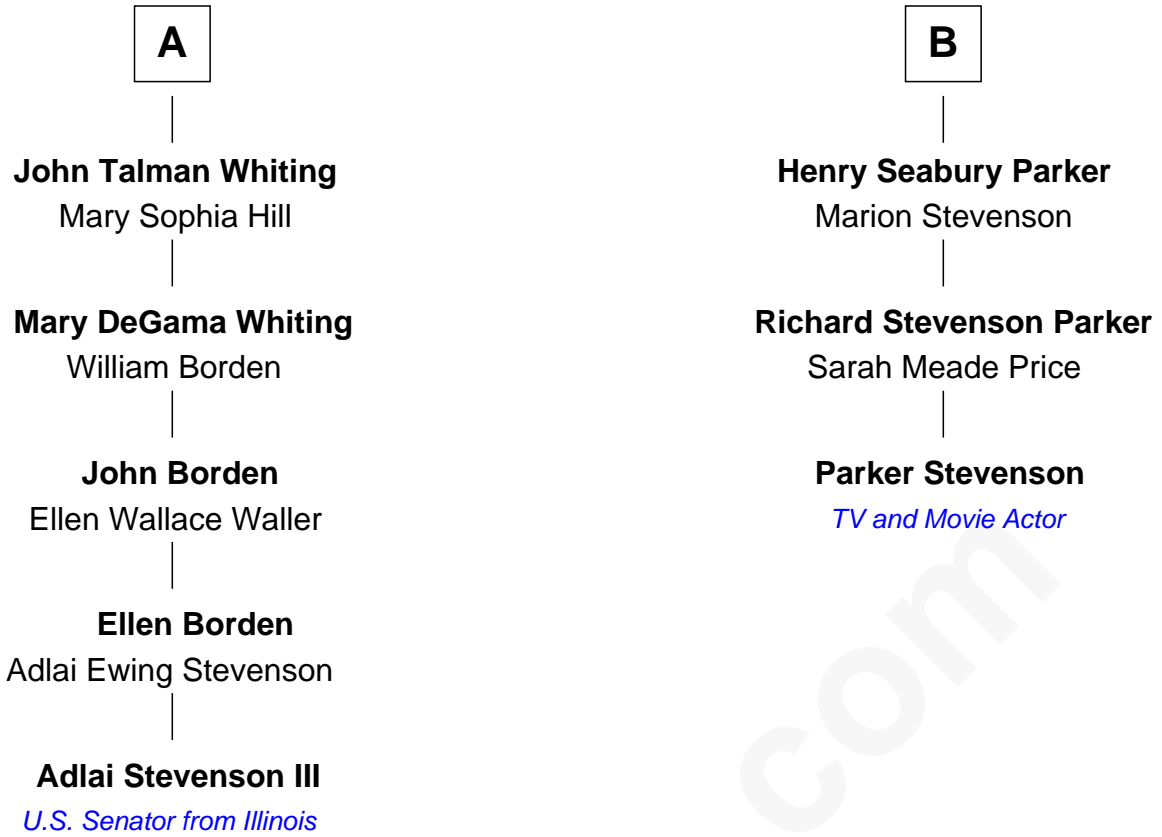 A
John Talman Whiting
Mary Sophia Hill
Mary DeGama Whiting
William Borden
John Borden
Ellen Wallace Waller
Ellen Borden
Adlai Ewing Stevenson
Adlai Stevenson III
U.S. Senator from Illinois
B
Henry Seabury Parker
Marion Stevenson
Richard Stevenson Parker
Sarah Meade Price
Parker Stevenson
TV and Movie Actor
com